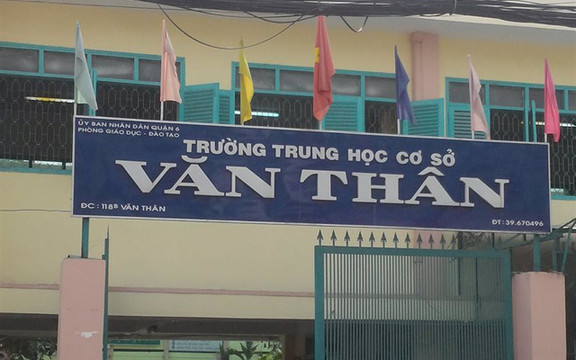 ỦY BAN NHÂN DÂN QUẬN 6
PHÒNG GIÁO DỤC - ĐÀO TẠO
TRƯỜNG TRUNG HỌC CƠ SỞ
VĂN THÂN
ĐC : 118B VĂN THÂN
ĐT : 39.670496